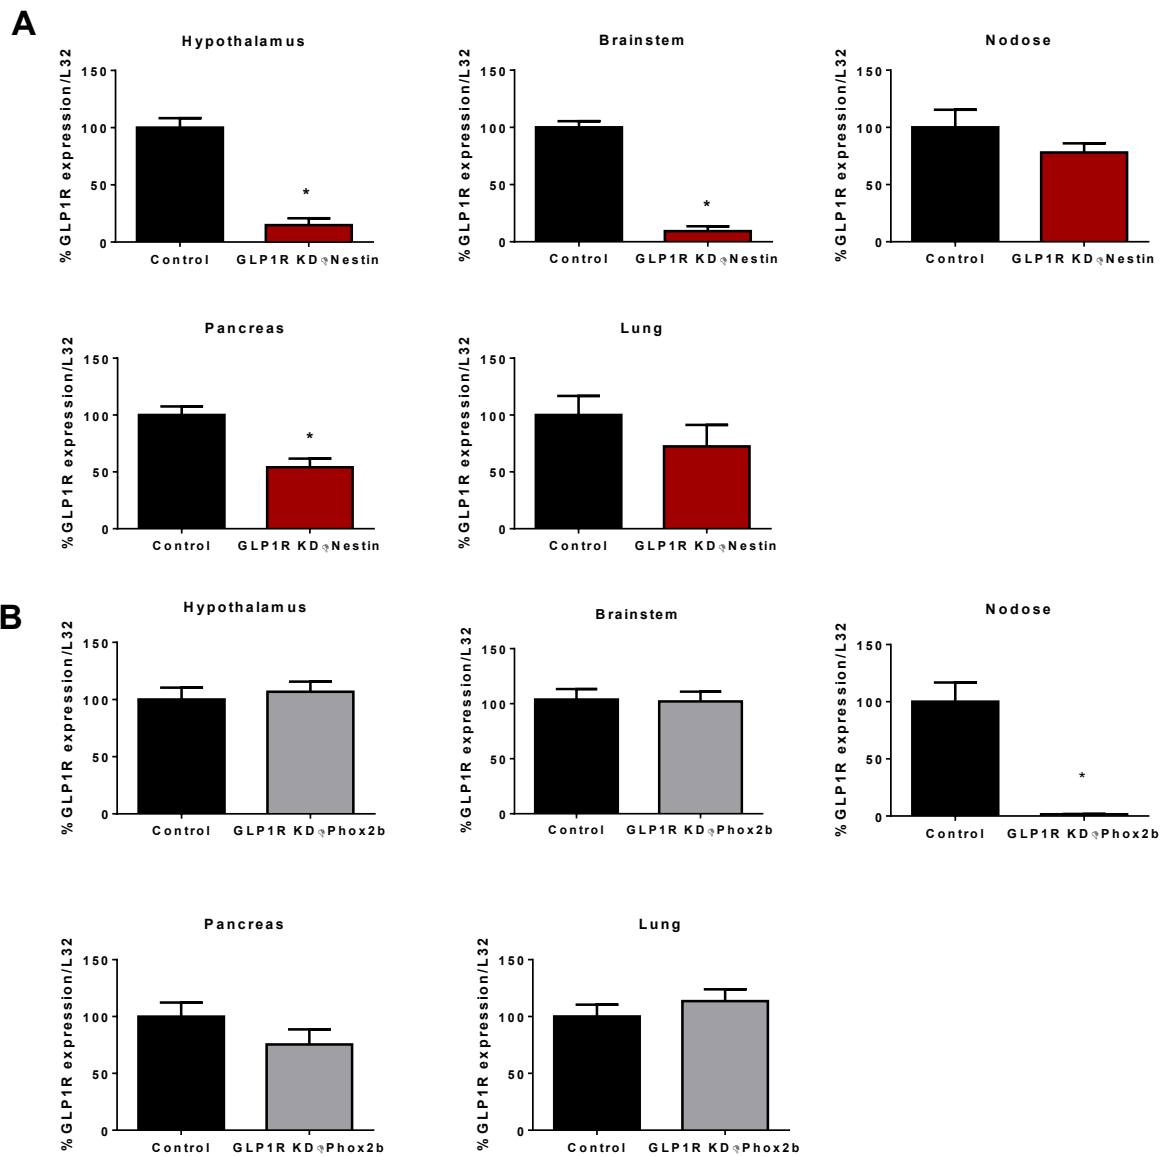 A
Hypothalamus
Brainstem
Nodose
%GLP1R expression/L32
150
100
50
0
Control
GLP1R KD Nestin
%GLP1R expression/L32
150
100
50
0
Control
GLP1R KD Nestin
%GLP1R expression/L32
150
100
50
0
Control
GLP1R KD Nestin
*
*
Pancreas
Lung
%GLP1R expression/L32
150
100
50
0
Control
GLP1R KD Nestin
*
%GLP1R expression/L32
150
100
50
0
Control
GLP1R KD Nestin
B
Hypothalamus
Brainstem
Nodose
%GLP1R expression/L32
150
100
50
0
Control
GLP1R KD Phox2b
%GLP1R expression/L32
150
100
50
0
Control
GLP1R KD Phox2b
%GLP1R expression/L32
150
100
50
0
Control
GLP1R KD Phox2b
*
Pancreas
Lung
%GLP1R expression/L32
150
100
50
0
Control
GLP1R KD Phox2b
%GLP1R expression/L32
150
100
50
0
Control
GLP1R KD Phox2b